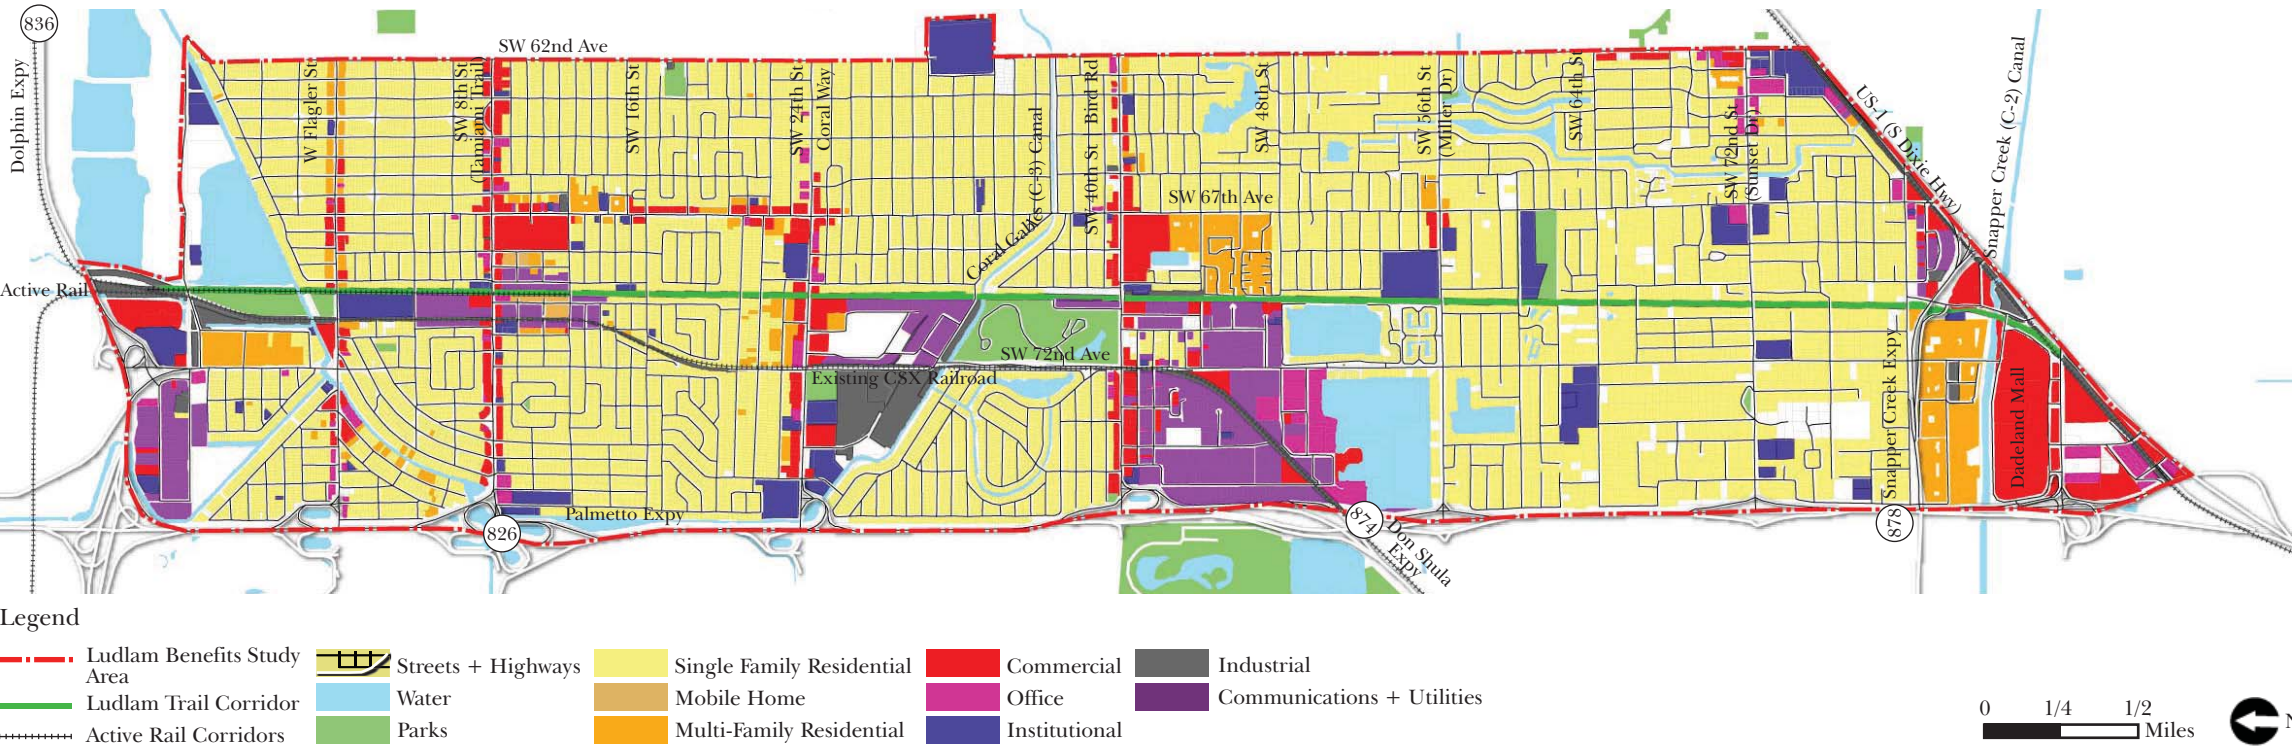 836
Dolphin Expy
SW 62nd Ave
W Flagler St
SW 8th St
(Tamiami Trail)
SW 16th St
SW 24th St
Coral Way
Coral Gables (C-3) Canal
SW 40th St
Bird Rd
SW 48th St
SW 56th St
(Miller Dr)
SW 64th St
SW 72nd St
(Sunset Dr)
US-1 (S Dixie Hwy)
Snapper Creek (C-2) Canal
SW 67th Ave
Active Rail
SW 72nd Ave
Existing CSX Railroad
Snapper Creek Expy
Dadeland Mall
Palmetto Expy
826
874
Don Shula
Expy
878
Legend
Ludlam Benefits Study
Area
Ludlam Trail Corridor
Active Rail Corridors
Streets + Highways
Water
Parks
Single Family Residential
Mobile Home
Multi-Family Residential
Commercial
Office
Institutional
Industrial
Communications + Utilities
0 1/4 1/2
Miles
N